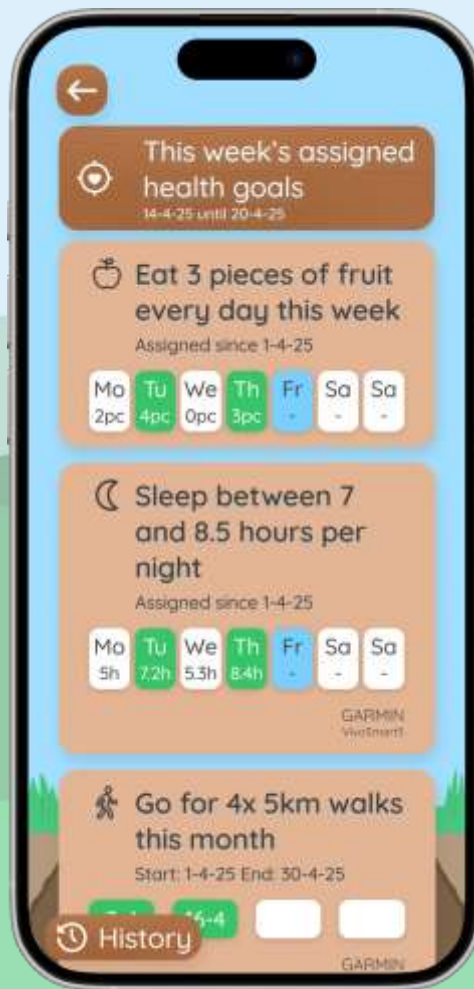 This week's assigned
health goals
14-4-25 until 20-4-25
Eat 3 pieces of fruit
every day this week
Assigned since 1-4-25
Mo Tu We Th Fr Sa Sa
2pc 4pc 0pc 3pc - - -
Sleep between 7
and 8.5 hours per
night
Assigned since 1-4-25
Mo Tu We Th Fr Sa Sa
5h 7.2h 5.3h 8.4h - - -
GARMIN
VivoSmart5
Go for 4x 5km walks
this month
Start: 1-4-25 End: 30-4-25
16-4
History
GARMIN